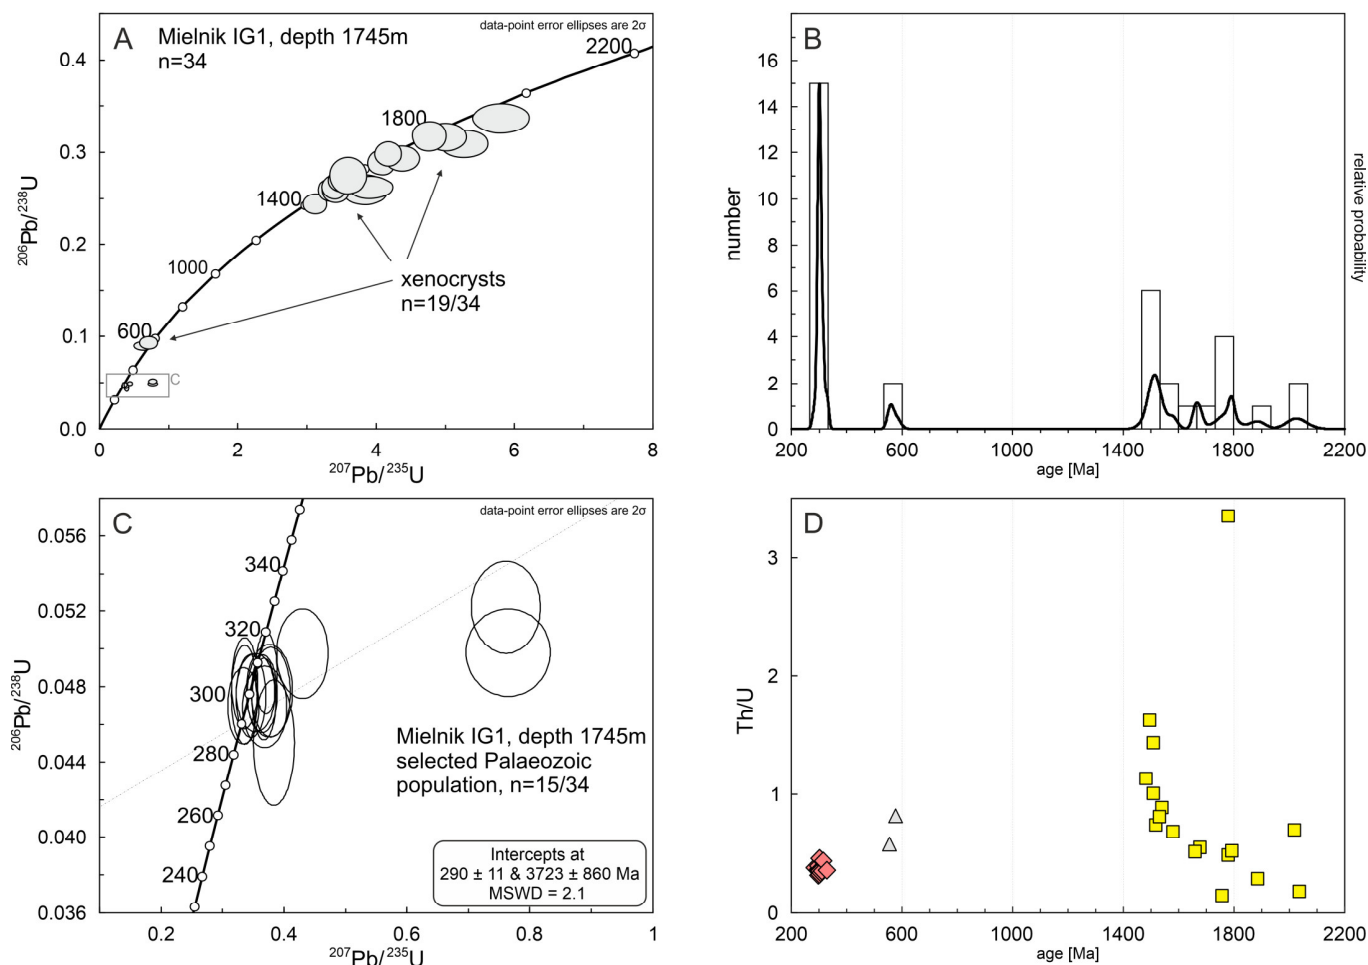 A
Mielnik IG1, depth 1745m
n=34
data-point error ellipses are 2σ
2200
1800
1400
1000
600
xenocrysts
n=19/34
C
0.4
0.3
0.2
0.1
0.0
0 2 4 6 8
206Pb/238U
207Pb/235U
B
16
14
12
10
8
6
4
2
0
number
relative probability
200 600 1000 1400 1800 2200
age [Ma]
C
data-point error ellipses are 2σ
340
320
300
280
260
240
Mielnik IG1, depth 1745m
selected Palaeozoic
population, n=15/34
Intercepts at
290 ± 11 & 3723 ± 860 Ma
MSWD = 2.1
0.056
0.052
0.048
0.044
0.040
0.036
0.2 0.4 0.6 0.8 1
206Pb/238U
207Pb/235U
D
3
2
1
0
Th/U
200 600 1000 1400 1800 2200
age [Ma]